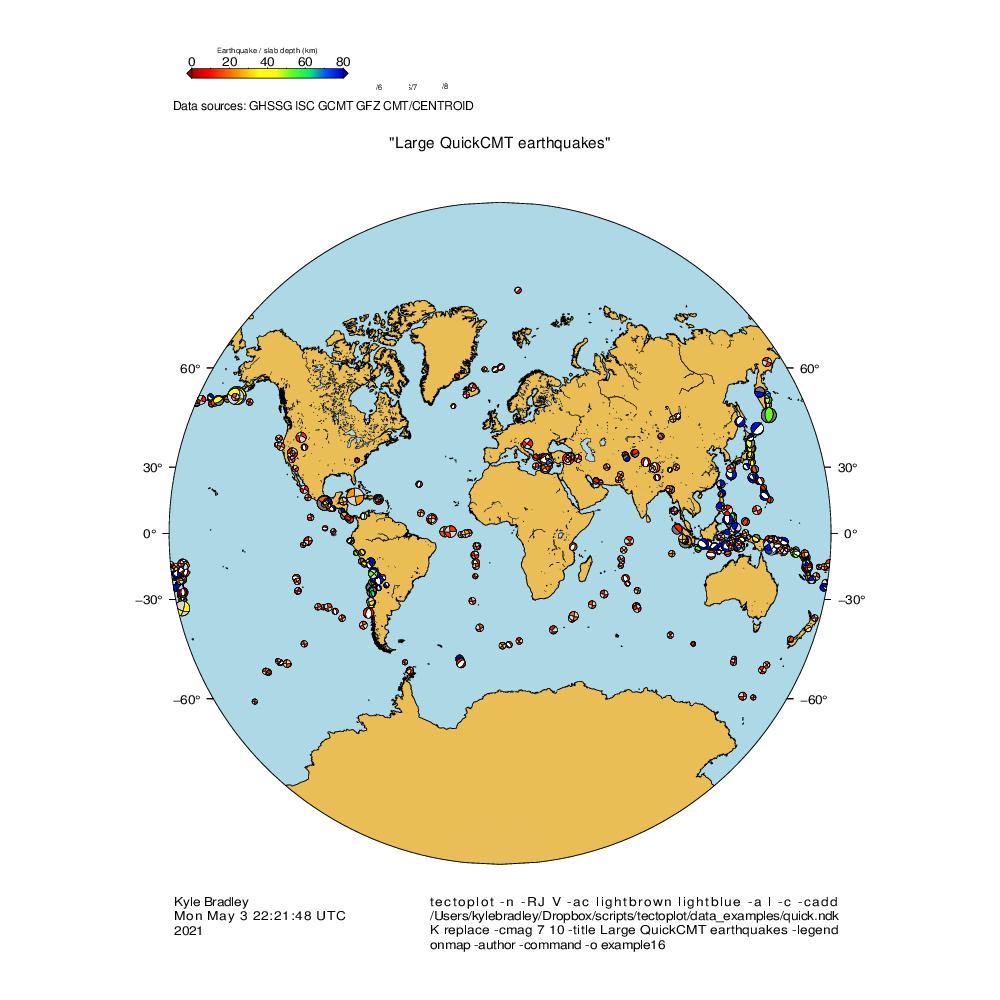 Earthquake / slab depth (km)
0 20 40 60 80
/6 /7 /8
Data sources: GHSSG ISC GCMT GFZ CMT/CENTROID
"Large QuickCMT earthquakes"
60° 60°
30° 30°
0° 0°
−30° −30°
−60° −60°
Kyle Bradley
Mon May 3 22:21:48 UTC
2021
tectoplot -n -RJ V -ac lightbrown lightblue -a l -c -cadd
/Users/kylebradley/Dropbox/scripts/tectoplot/data_examples/quick.ndk
K replace -cmag 7 10 -title Large QuickCMT earthquakes -legend
onmap -author -command -o example16